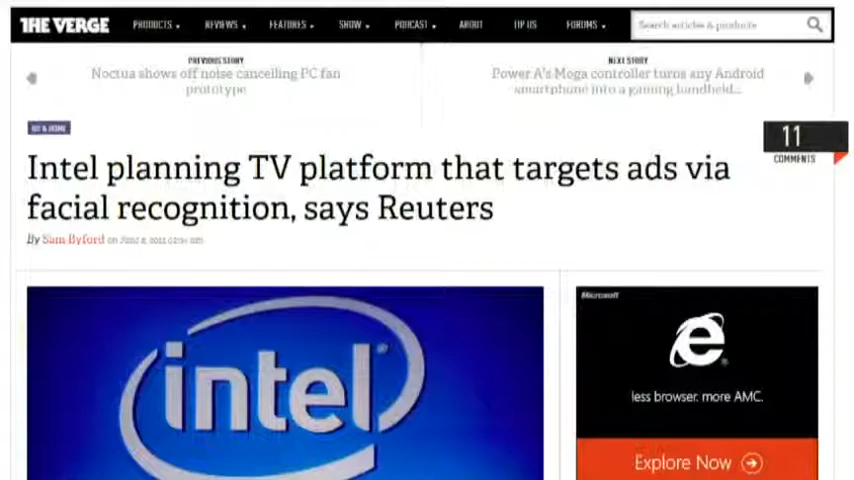 THE VERGE
PRODUCTS
REVIEWS
FEATURES
SHOW
PODCAST
ABOUT
TIP US
FORUMS
Search articles & products
PREVIOUS STORY
Noctua shows off noise cancelling PC fan
prototype
NEXT STORY
Power A's Moga controller turns any Android
smartphone into a gaming handheld...
HD & HOME
11
COMMENTS
Intel planning TV platform that targets ads via
facial recognition, says Reuters
By Sam Byford on
Microsoft
intel
e
less browser. more AMC.
Explore Now